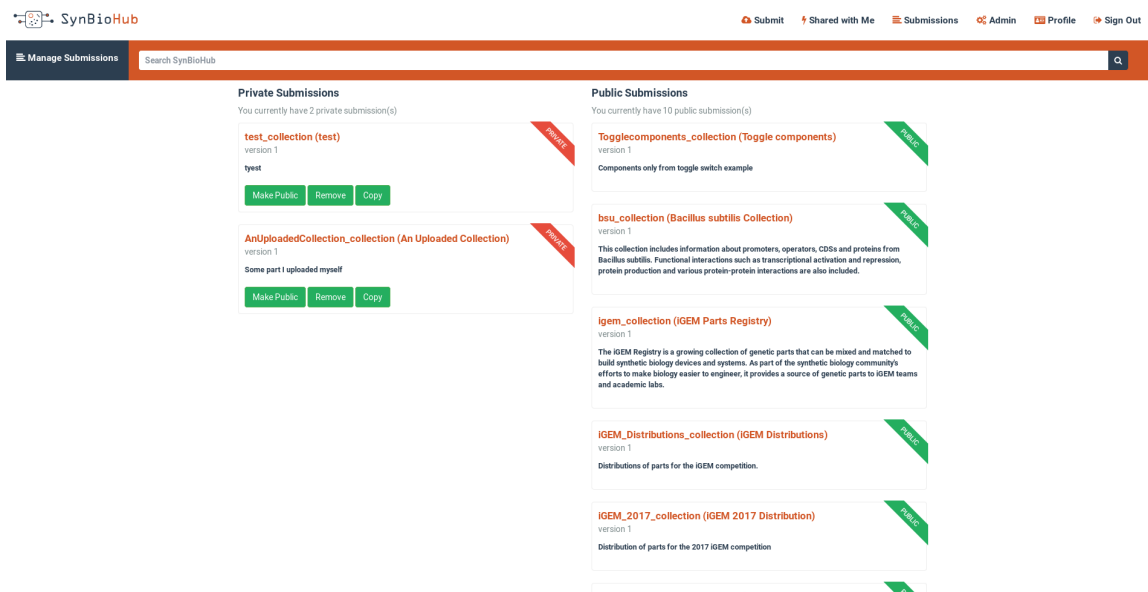 SynBioHub
Submit
Shared with Me
Submissions
Admin
Profile
Sign Out
Manage Submissions
Search SynBioHub
Private Submissions
You currently have 2 private submission(s)
test_collection (test)
PRIVATE
version 1
tyest
Make Public Remove Copy
AnUploadedCollection_collection (An Uploaded Collection)
PRIVATE
version 1
Some part I uploaded myself
Make Public Remove Copy
Public Submissions
You currently have 10 public submission(s)
Togglecomponents_collection (Toggle components)
PUBLIC
version 1
Components only from toggle switch example
bsu_collection (Bacillus subtilis Collection)
PUBLIC
version 1
This collection includes information about promoters, operators, CDSs and proteins from
Bacillus subtilis. Functional interactions such as transcriptional activation and repression,
protein production and various protein-protein interactions are also included.
igem_collection (iGEM Parts Registry)
PUBLIC
version 1
The iGEM Registry is a growing collection of genetic parts that can be mixed and matched to
build synthetic biology devices and systems. As part of the synthetic biology community's
efforts to make biology easier to engineer, it provides a source of genetic parts to iGEM teams
and academic labs.
iGEM_Distributions_collection (iGEM Distributions)
PUBLIC
version 1
Distributions of parts for the iGEM competition.
iGEM_2017_collection (iGEM 2017 Distribution)
PUBLIC
version 1
Distribution of parts for the 2017 iGEM competition